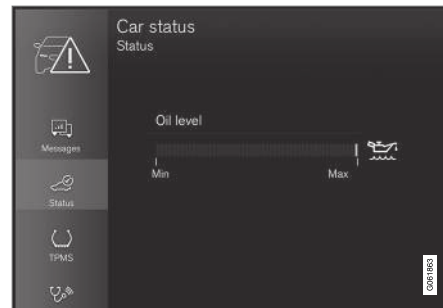 Car status
Status
Oil level
Min
Max
Messages
Status
TPMS
G061863